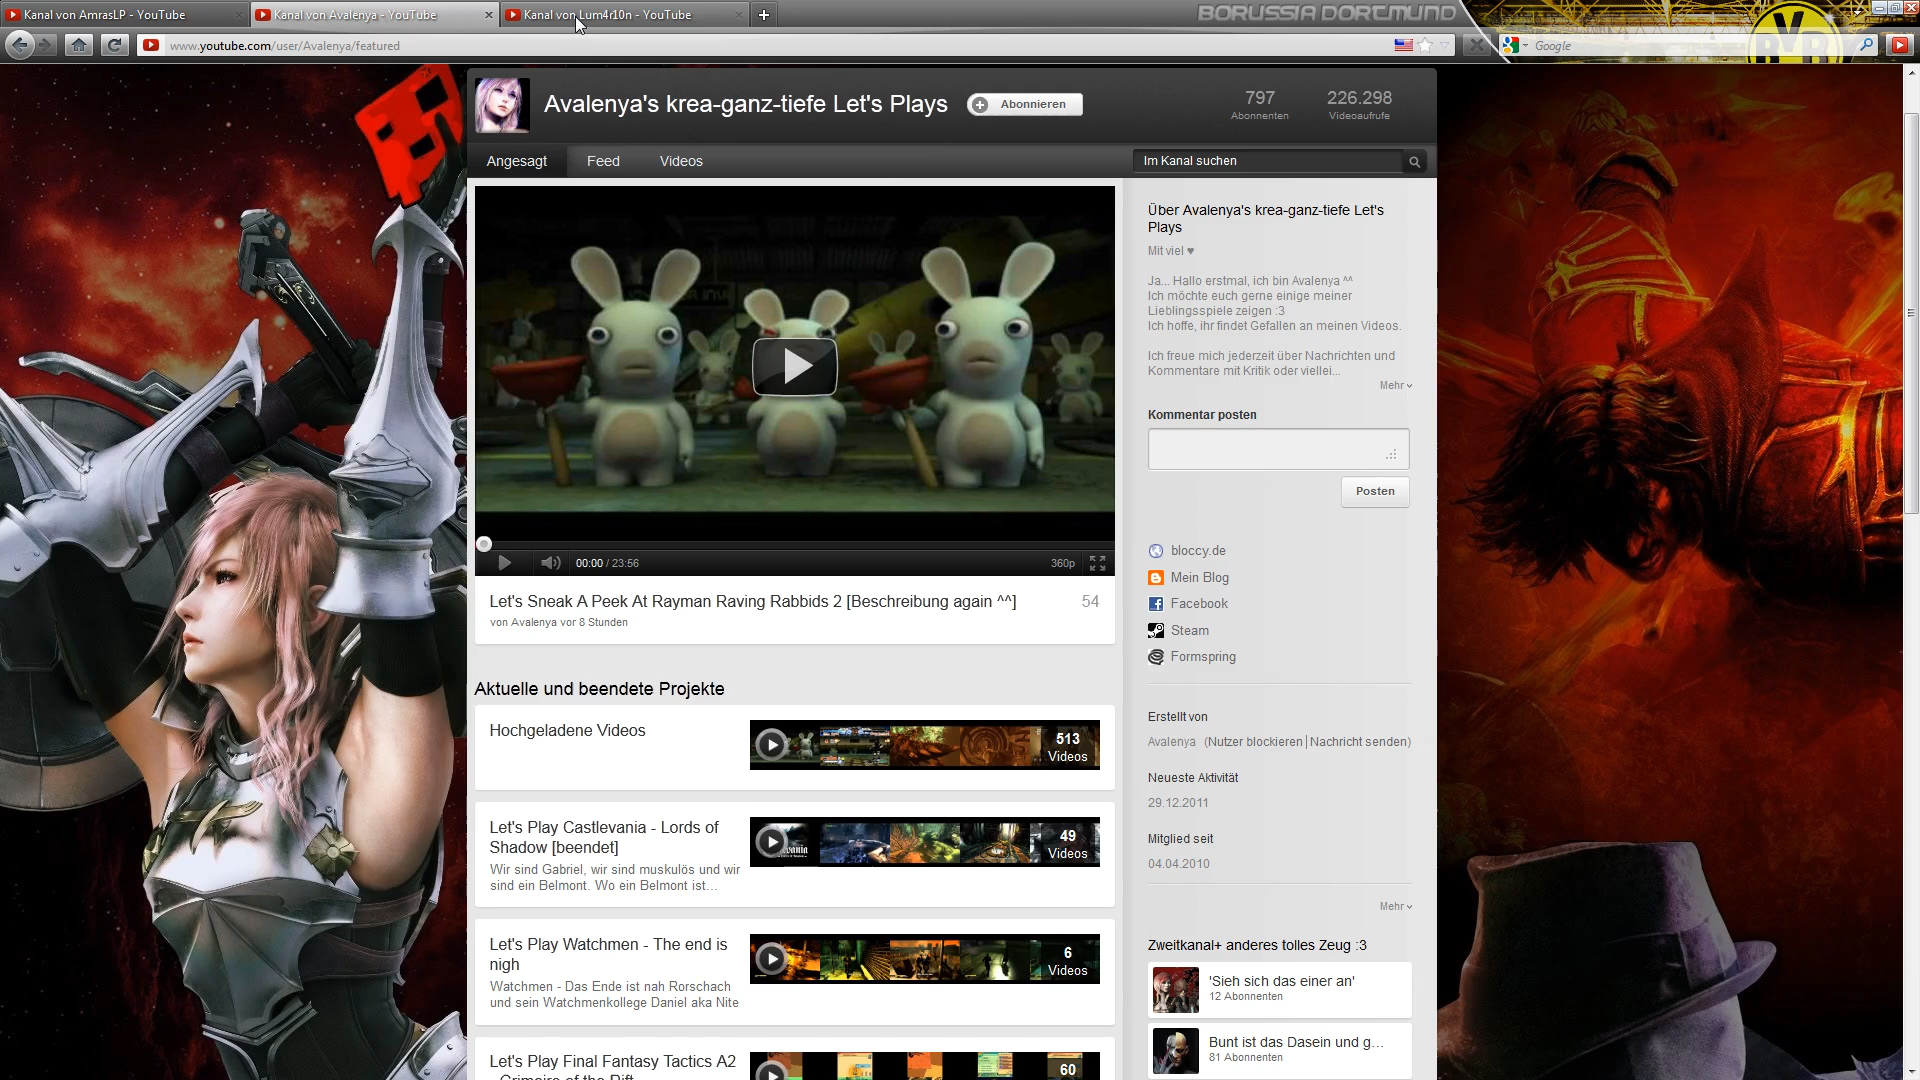 Kanal von AmrasLP - YouTube
Kanal von Avalenya - YouTube
Kanal von Lum4r10n - YouTube
BORUSSIA DORTMUND
www.youtube.com/user/Avalenya/featured
Google
BVB
Avalenya's krea-ganz-tiefe Let's Plays
Abonnieren
797
Abonnenten
226.298
Videoaufrufe
Angesagt
Feed
Videos
Im Kanal suchen
00:00 / 23:56
360p
Let's Sneak A Peek At Rayman Raving Rabbids 2 [Beschreibung again ^^]
54
von Avalenya vor 8 Stunden
Aktuelle und beendete Projekte
Hochgeladene Videos
513
Videos
Let's Play Castlevania - Lords of
Shadow [beendet]
Wir sind Gabriel, wir sind muskulös und wir
sind ein Belmont. Wo ein Belmont ist...
49
Videos
Let's Play Watchmen - The end is
nigh
Watchmen - Das Ende ist nah Rorschach
und sein Watchmenkollege Daniel aka Nite
6
Videos
Let's Play Final Fantasy Tactics A2
- Grimoire of the Rift
60
Über Avalenya's krea-ganz-tiefe Let's
Plays
Mit viel ♥
Ja... Hallo erstmal, ich bin Avalenya ^^
Ich möchte euch gerne einige meiner
Lieblingsspiele zeigen :3
Ich hoffe, ihr findet Gefallen an meinen Videos.
Ich freue mich jederzeit über Nachrichten und
Kommentare mit Kritik oder viellei...
Mehr
Kommentar posten
Posten
bloccy.de
Mein Blog
Facebook
Steam
Formspring
Erstellt von
Avalenya (Nutzer blockieren | Nachricht senden)
Neueste Aktivität
29.12.2011
Mitglied seit
04.04.2010
Mehr
Zweitkanal+ anderes tolles Zeug :3
'Sieh sich das einer an'
12 Abonnenten
Bunt ist das Dasein und g...
81 Abonnenten